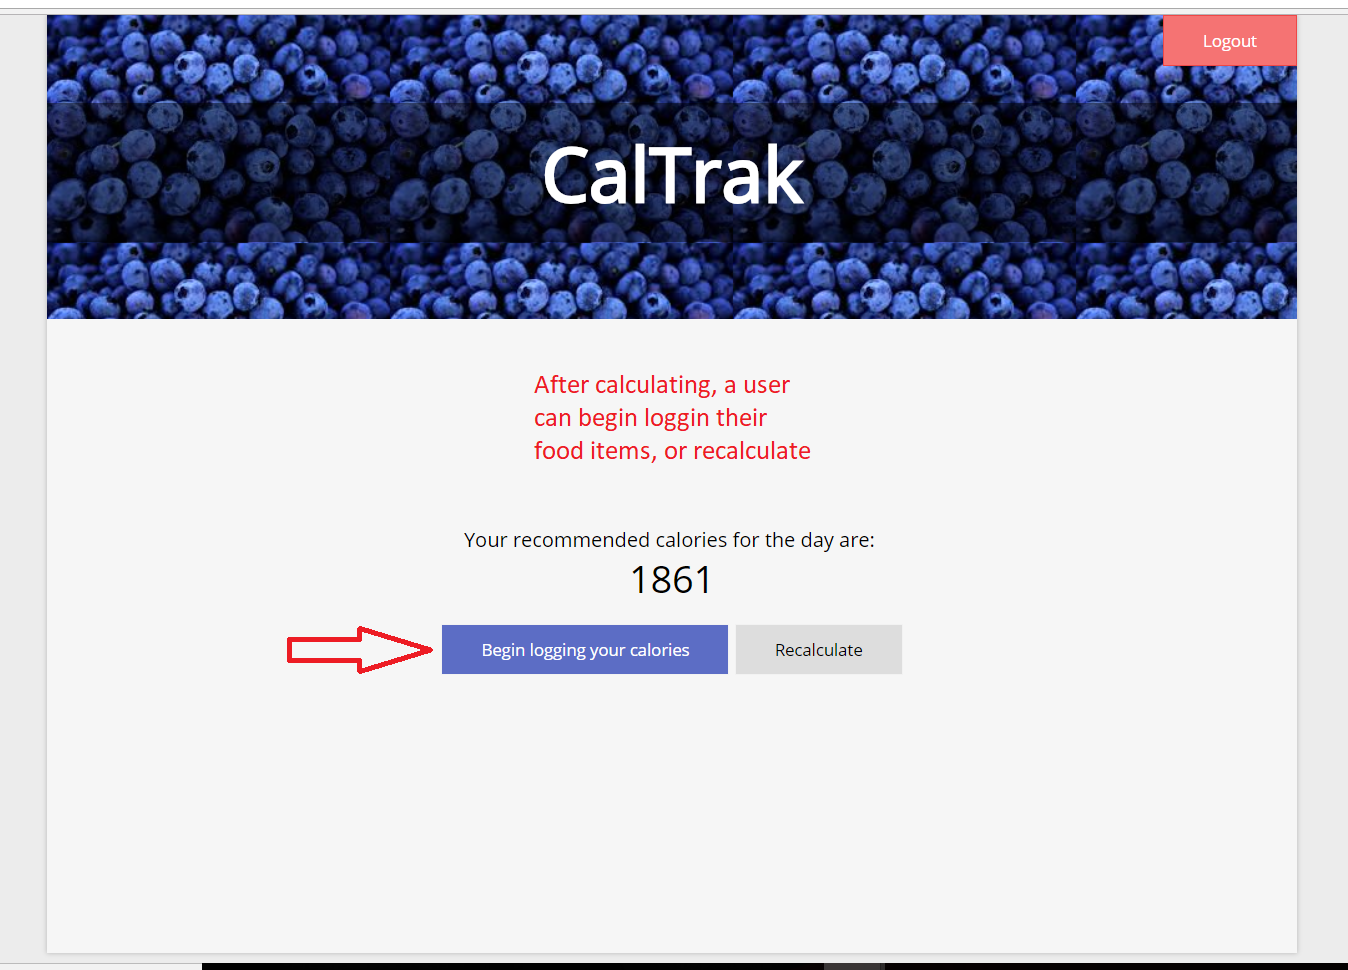 Logout
CalTrak
After calculating, a user
can begin loggin their
food items, or recalculate
Your recommended calories for the day are:
1861
Begin logging your calories
Recalculate